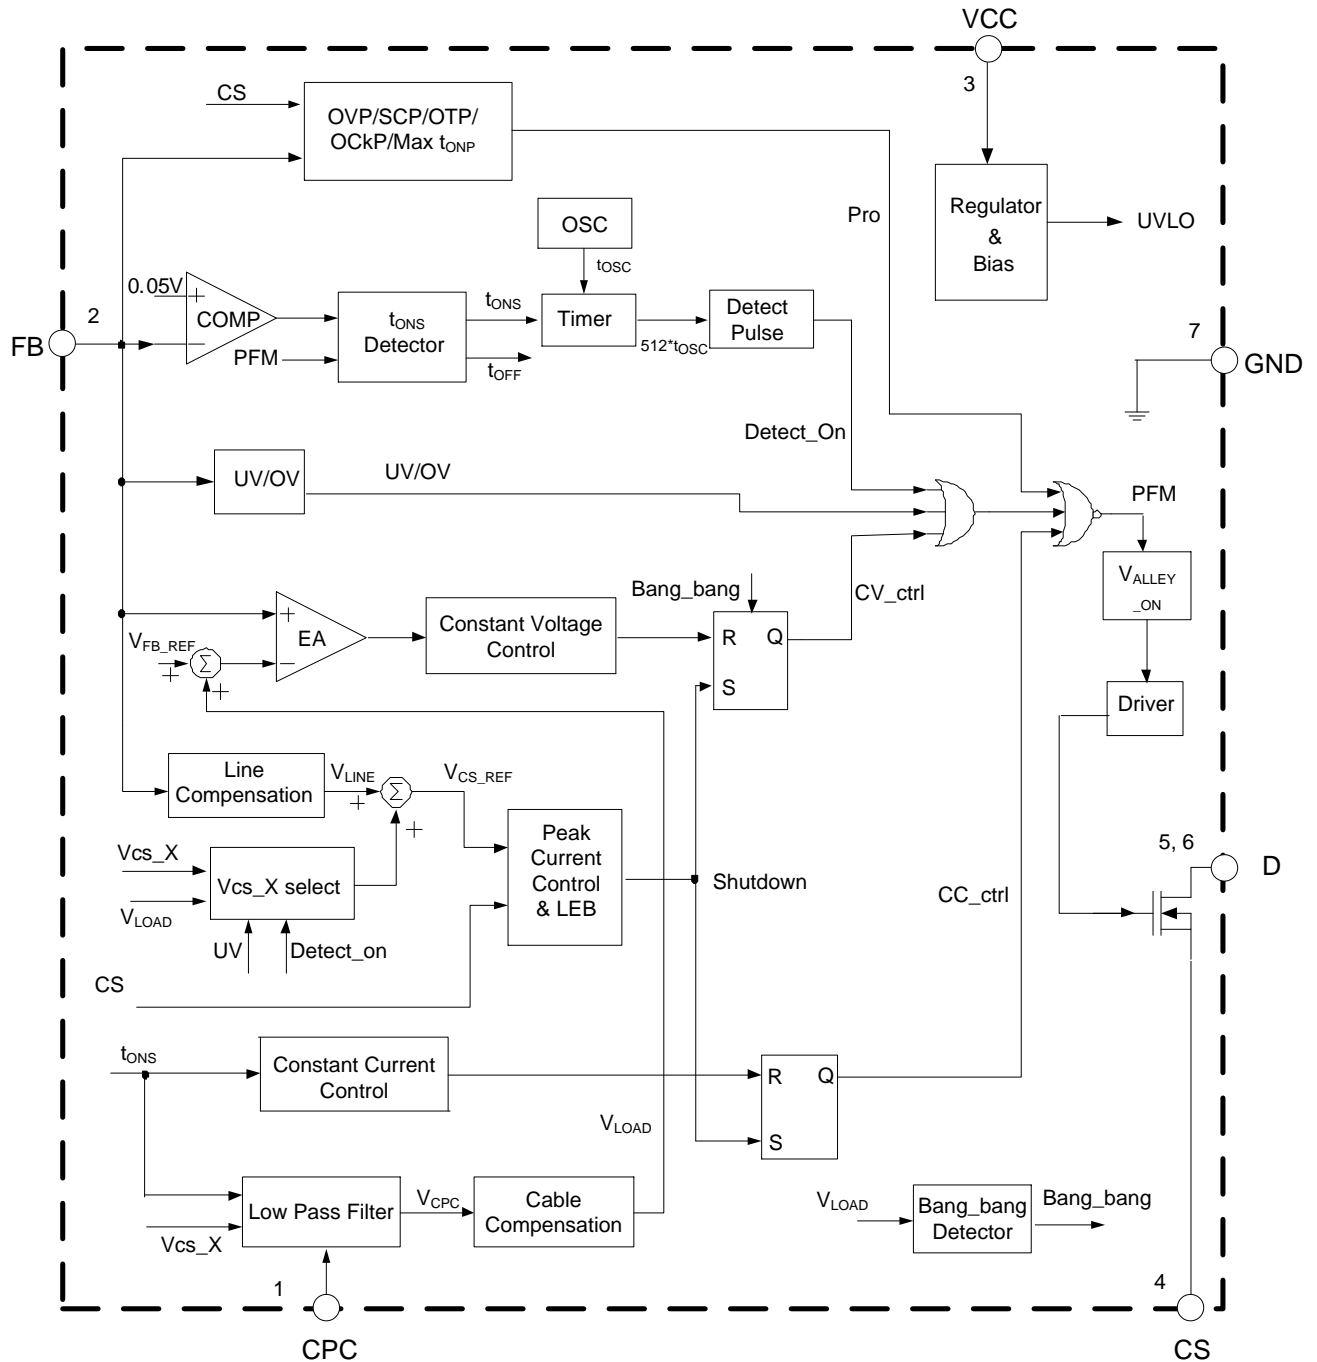 VCC
3
CS
OVP/SCP/OTP/
OCkP/Max tONP
Pro
Regulator
&
Bias
UVLO
OSC
tOSC
0.05V
+
COMP
−
PFM
tONS
Detector
tONS
tOFF
Timer
512*tOSC
Detect
Pulse
2
FB
7
GND
Detect_On
UV/OV
UV/OV
PFM
VALLEY
_ON
Driver
Bang_bang
CV_ctrl
+
EA
−
Constant Voltage
Control
R
Q
S
VFB_REF
+
Σ
+
Line
Compensation
VLINE
+
Σ
+
VCS_REF
Peak
Current
Control
& LEB
Shutdown
CC_ctrl
5, 6
D
Vcs_X
VLOAD
Vcs_X select
UV
Detect_on
CS
tONS
Constant Current
Control
R
Q
S
VLOAD
Low Pass Filter
Vcs_X
VCPC
Cable
Compensation
VLOAD
Bang_bang
Detector
Bang_bang
1
CPC
4
CS